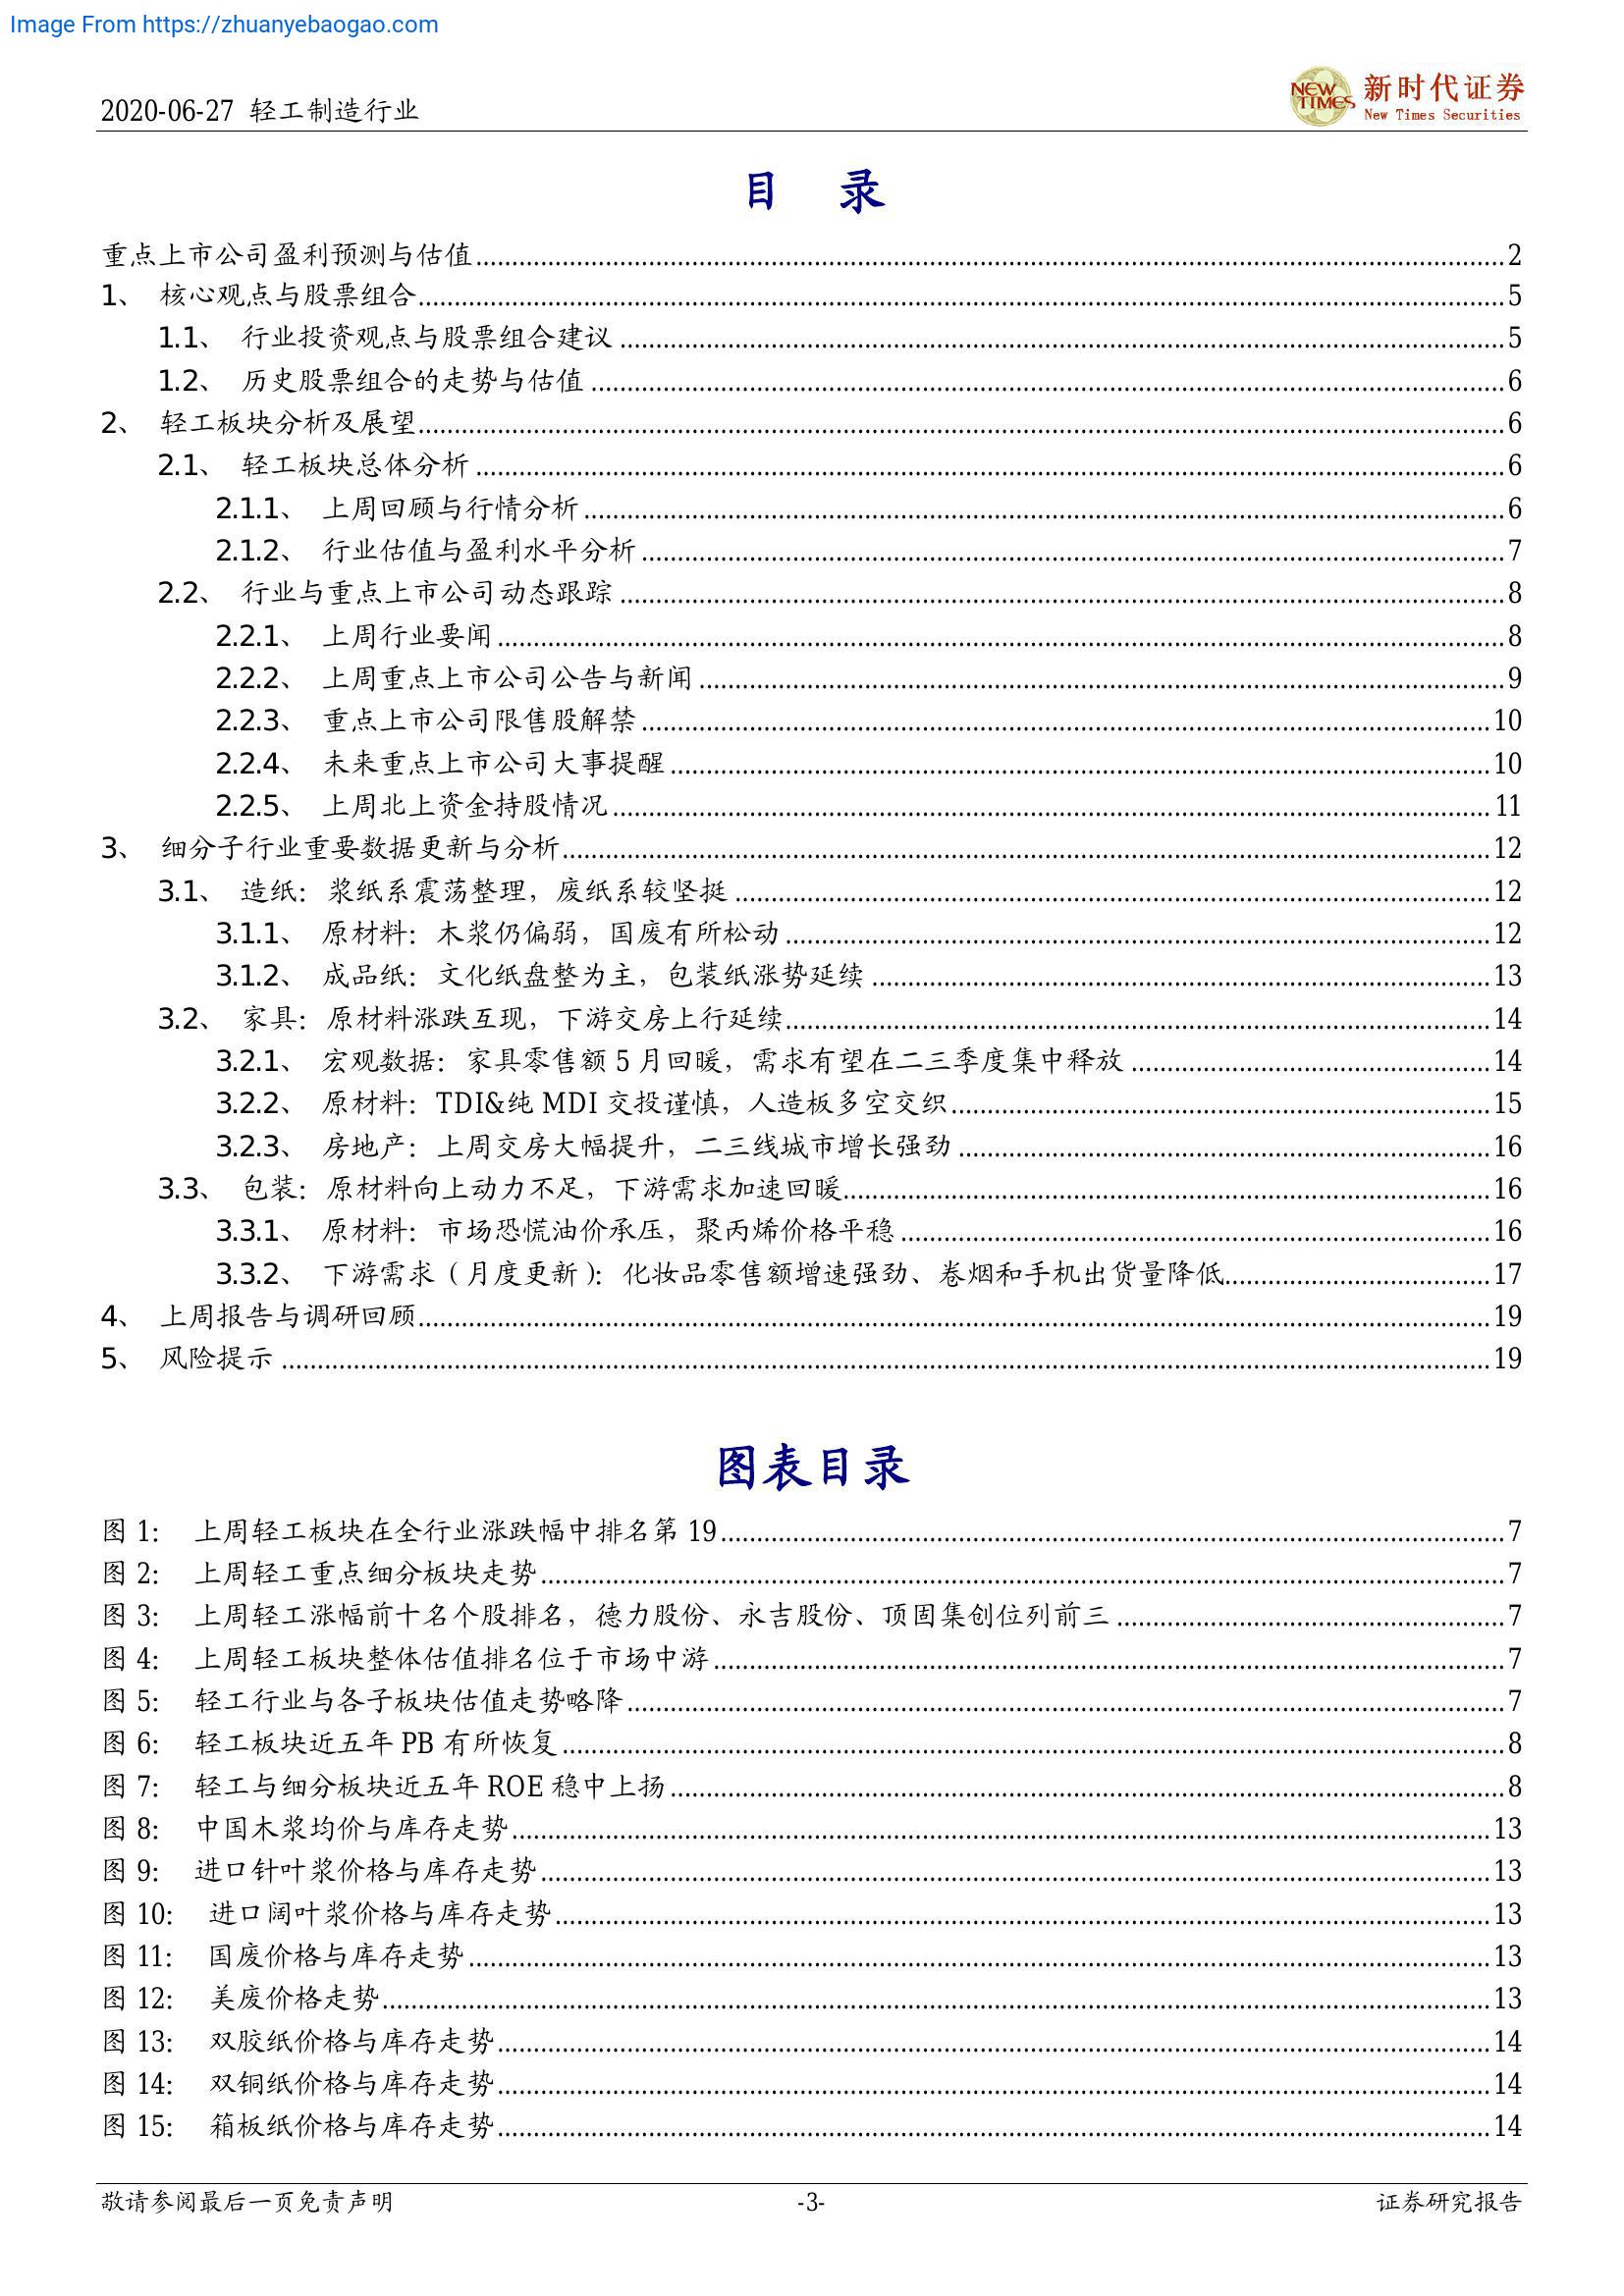 Image From https://zhuanyebaogao.com
2020-06-27 轻工制造行业
NEW TIMES
新时代证券
New Times Securities
目 录
重点上市公司盈利预测与估值 2
1、 核心观点与股票组合 5
1.1、 行业投资观点与股票组合建议 5
1.2、 历史股票组合的走势与估值 6
2、 轻工板块分析及展望 6
2.1、 轻工板块总体分析 6
2.1.1、 上周回顾与行情分析 6
2.1.2、 行业估值与盈利水平分析 7
2.2、 行业与重点上市公司动态跟踪 8
2.2.1、 上周行业要闻 8
2.2.2、 上周重点上市公司公告与新闻 9
2.2.3、 重点上市公司限售股解禁 10
2.2.4、 未来重点上市公司大事提醒 10
2.2.5、 上周北上资金持股情况 11
3、 细分子行业重要数据更新与分析 12
3.1、 造纸：浆纸系震荡整理，废纸系较坚挺 12
3.1.1、 原材料：木浆仍偏弱，国废有所松动 12
3.1.2、 成品纸：文化纸盘整为主，包装纸涨势延续 13
3.2、 家具：原材料涨跌互现，下游交房上行延续 14
3.2.1、 宏观数据：家具零售额 5 月回暖，需求有望在二三季度集中释放 14
3.2.2、 原材料：TDI&纯 MDI 交投谨慎，人造板多空交织 15
3.2.3、 房地产：上周交房大幅提升，二三线城市增长强劲 16
3.3、 包装：原材料向上动力不足，下游需求加速回暖 16
3.3.1、 原材料：市场恐慌油价承压，聚丙烯价格平稳 16
3.3.2、 下游需求（月度更新）：化妆品零售额增速强劲、卷烟和手机出货量降低 17
4、 上周报告与调研回顾 19
5、 风险提示 19
图表目录
图 1： 上周轻工板块在全行业涨跌幅中排名第 19 7
图 2： 上周轻工重点细分板块走势 7
图 3： 上周轻工涨幅前十名个股排名，德力股份、永吉股份、顶固集创位列前三 7
图 4： 上周轻工板块整体估值排名位于市场中游 7
图 5： 轻工行业与各子板块估值走势略降 7
图 6： 轻工板块近五年 PB 有所恢复 8
图 7： 轻工与细分板块近五年 ROE 稳中上扬 8
图 8： 中国木浆均价与库存走势 13
图 9： 进口针叶浆价格与库存走势 13
图 10： 进口阔叶浆价格与库存走势 13
图 11： 国废价格与库存走势 13
图 12： 美废价格走势 13
图 13： 双胶纸价格与库存走势 14
图 14： 双铜纸价格与库存走势 14
图 15： 箱板纸价格与库存走势 14
敬请参阅最后一页免责声明 -3- 证券研究报告